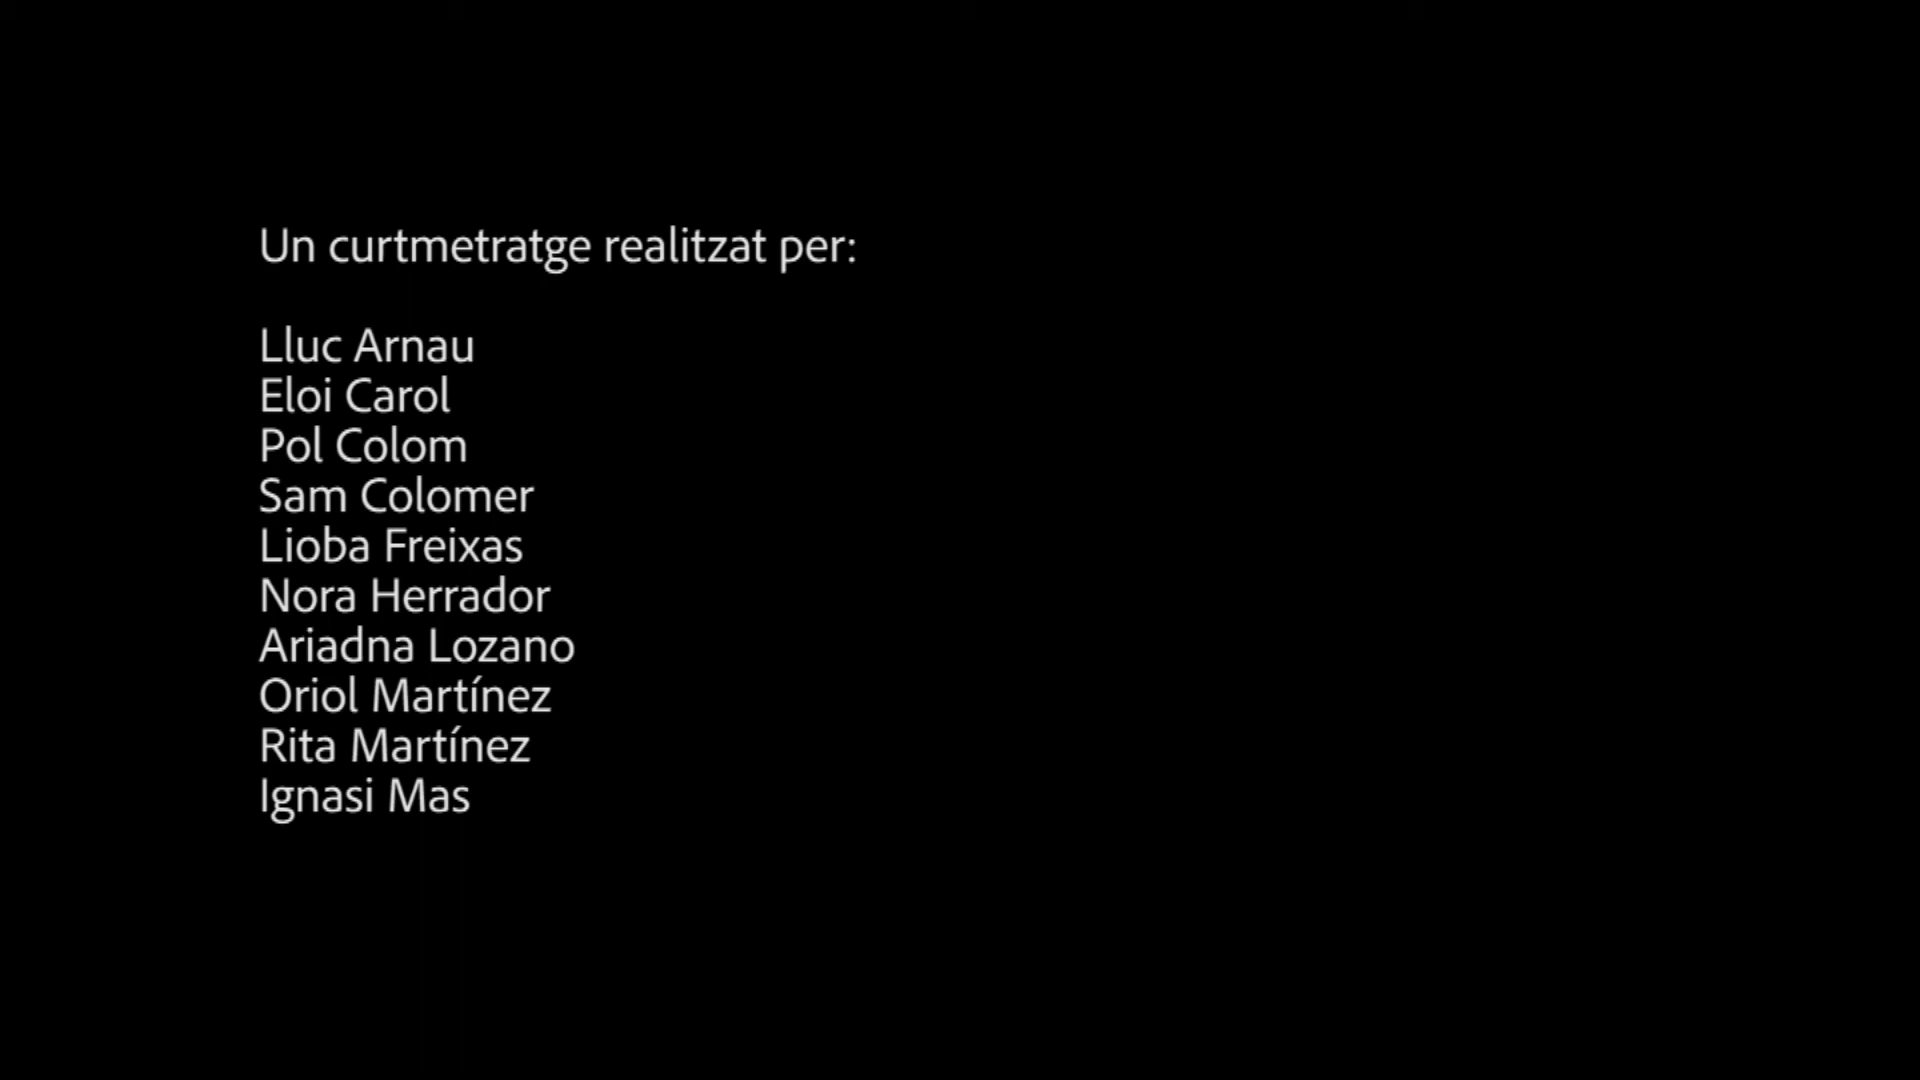 Un curtmetratge realitzat per:
Lluc Arnau
Eloi Carol
Pol Colom
Sam Colomer
Lioba Freixas
Nora Herrador
Ariadna Lozano
Oriol Martínez
Rita Martínez
Ignasi Mas